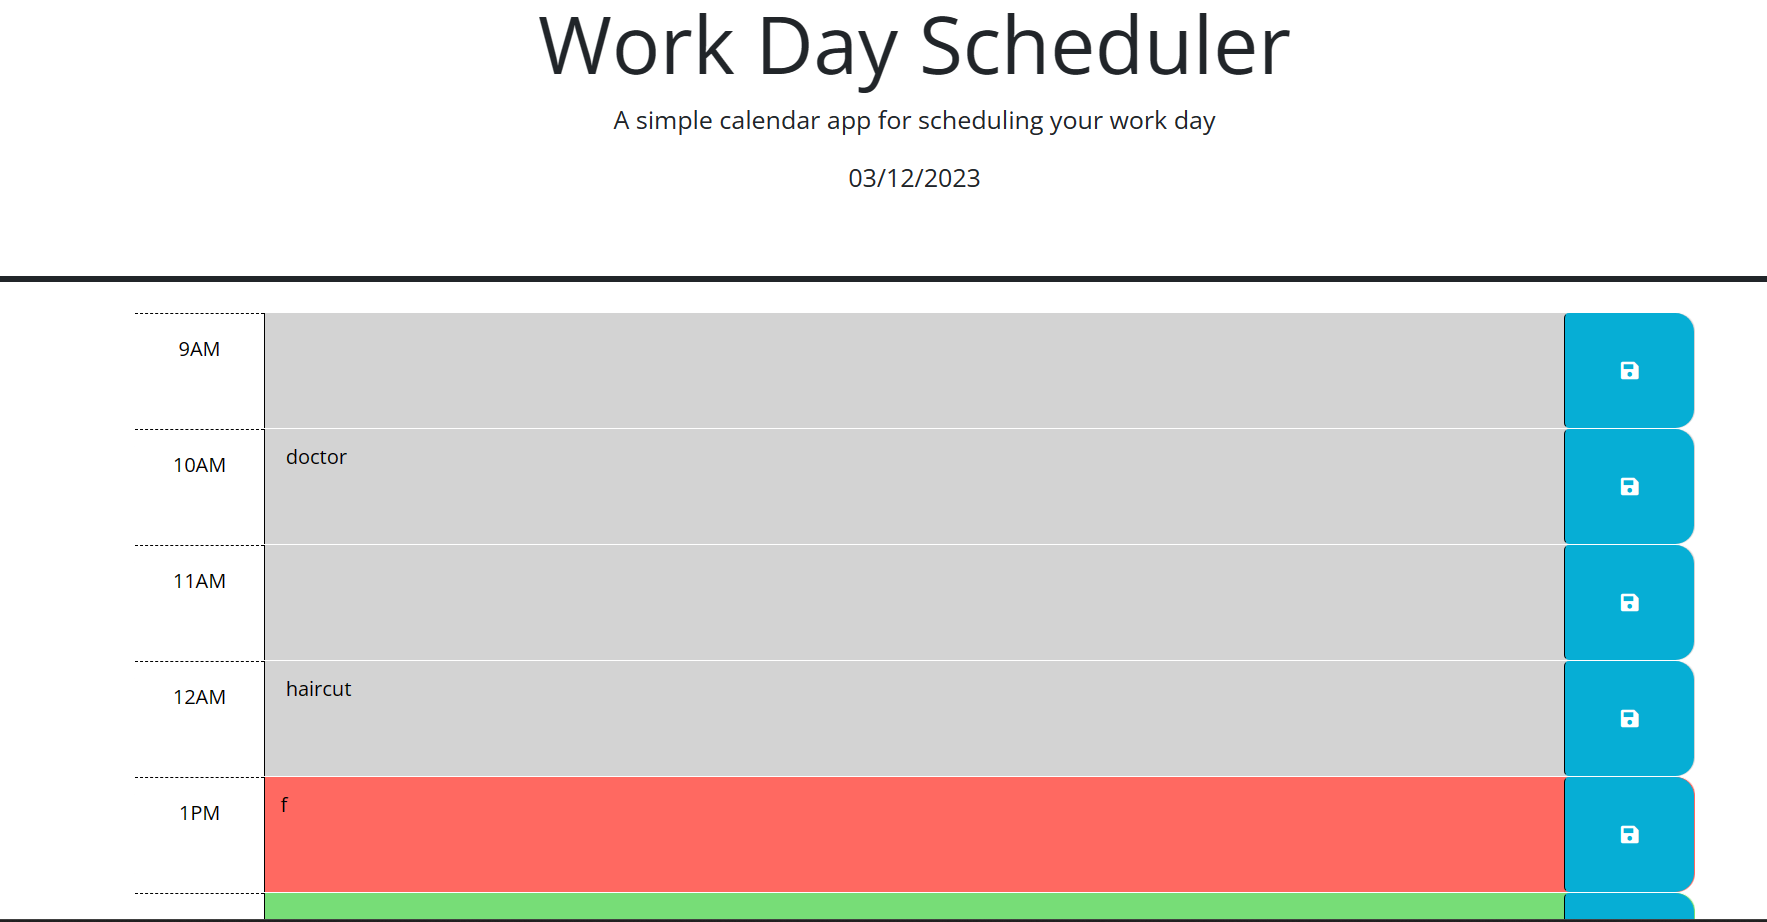 Work Day Scheduler
A simple calendar app for scheduling your work day
03/12/2023
9AM
10AM
doctor
11AM
12AM
haircut
1PM
f